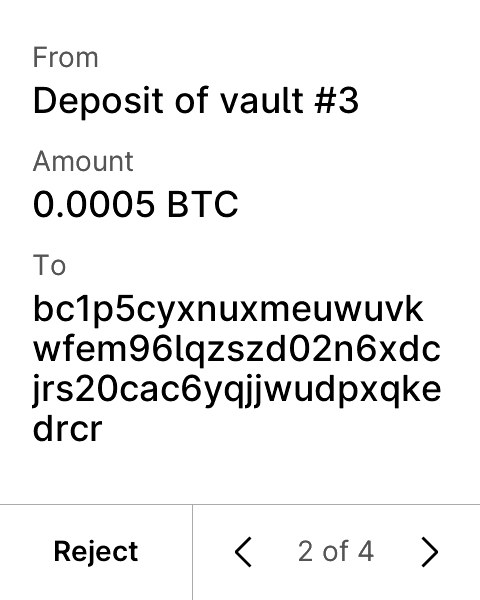 From
Deposit of vault #3
Amount
0.0005 BTC
To
bc1p5cyxnuxmeuwuvk
wfem96lqzszd02n6xdc
jrs20cac6yqjjwudpxqke
drcr
Reject
2 of 4